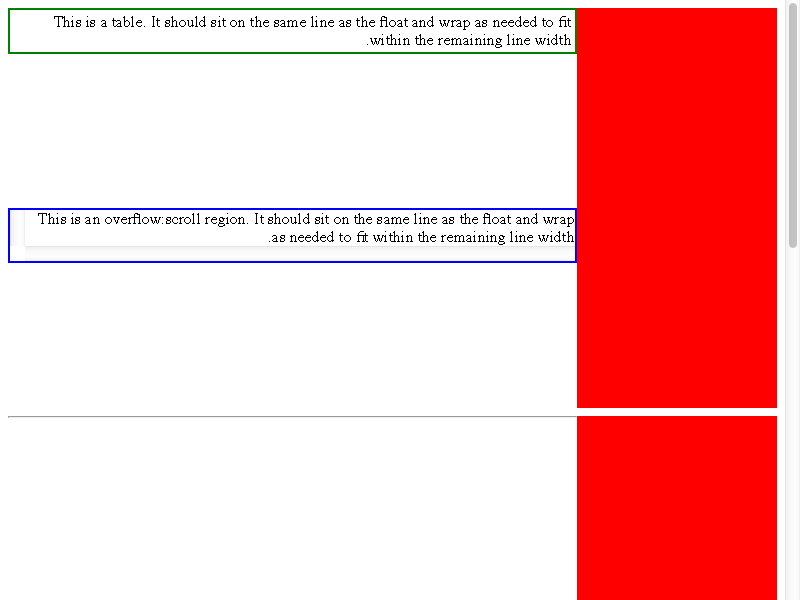 This is a table. It should sit on the same line as the float and wrap as needed to fit
.within the remaining line width
This is an overflow:scroll region. It should sit on the same line as the float and wrap
.as needed to fit within the remaining line width